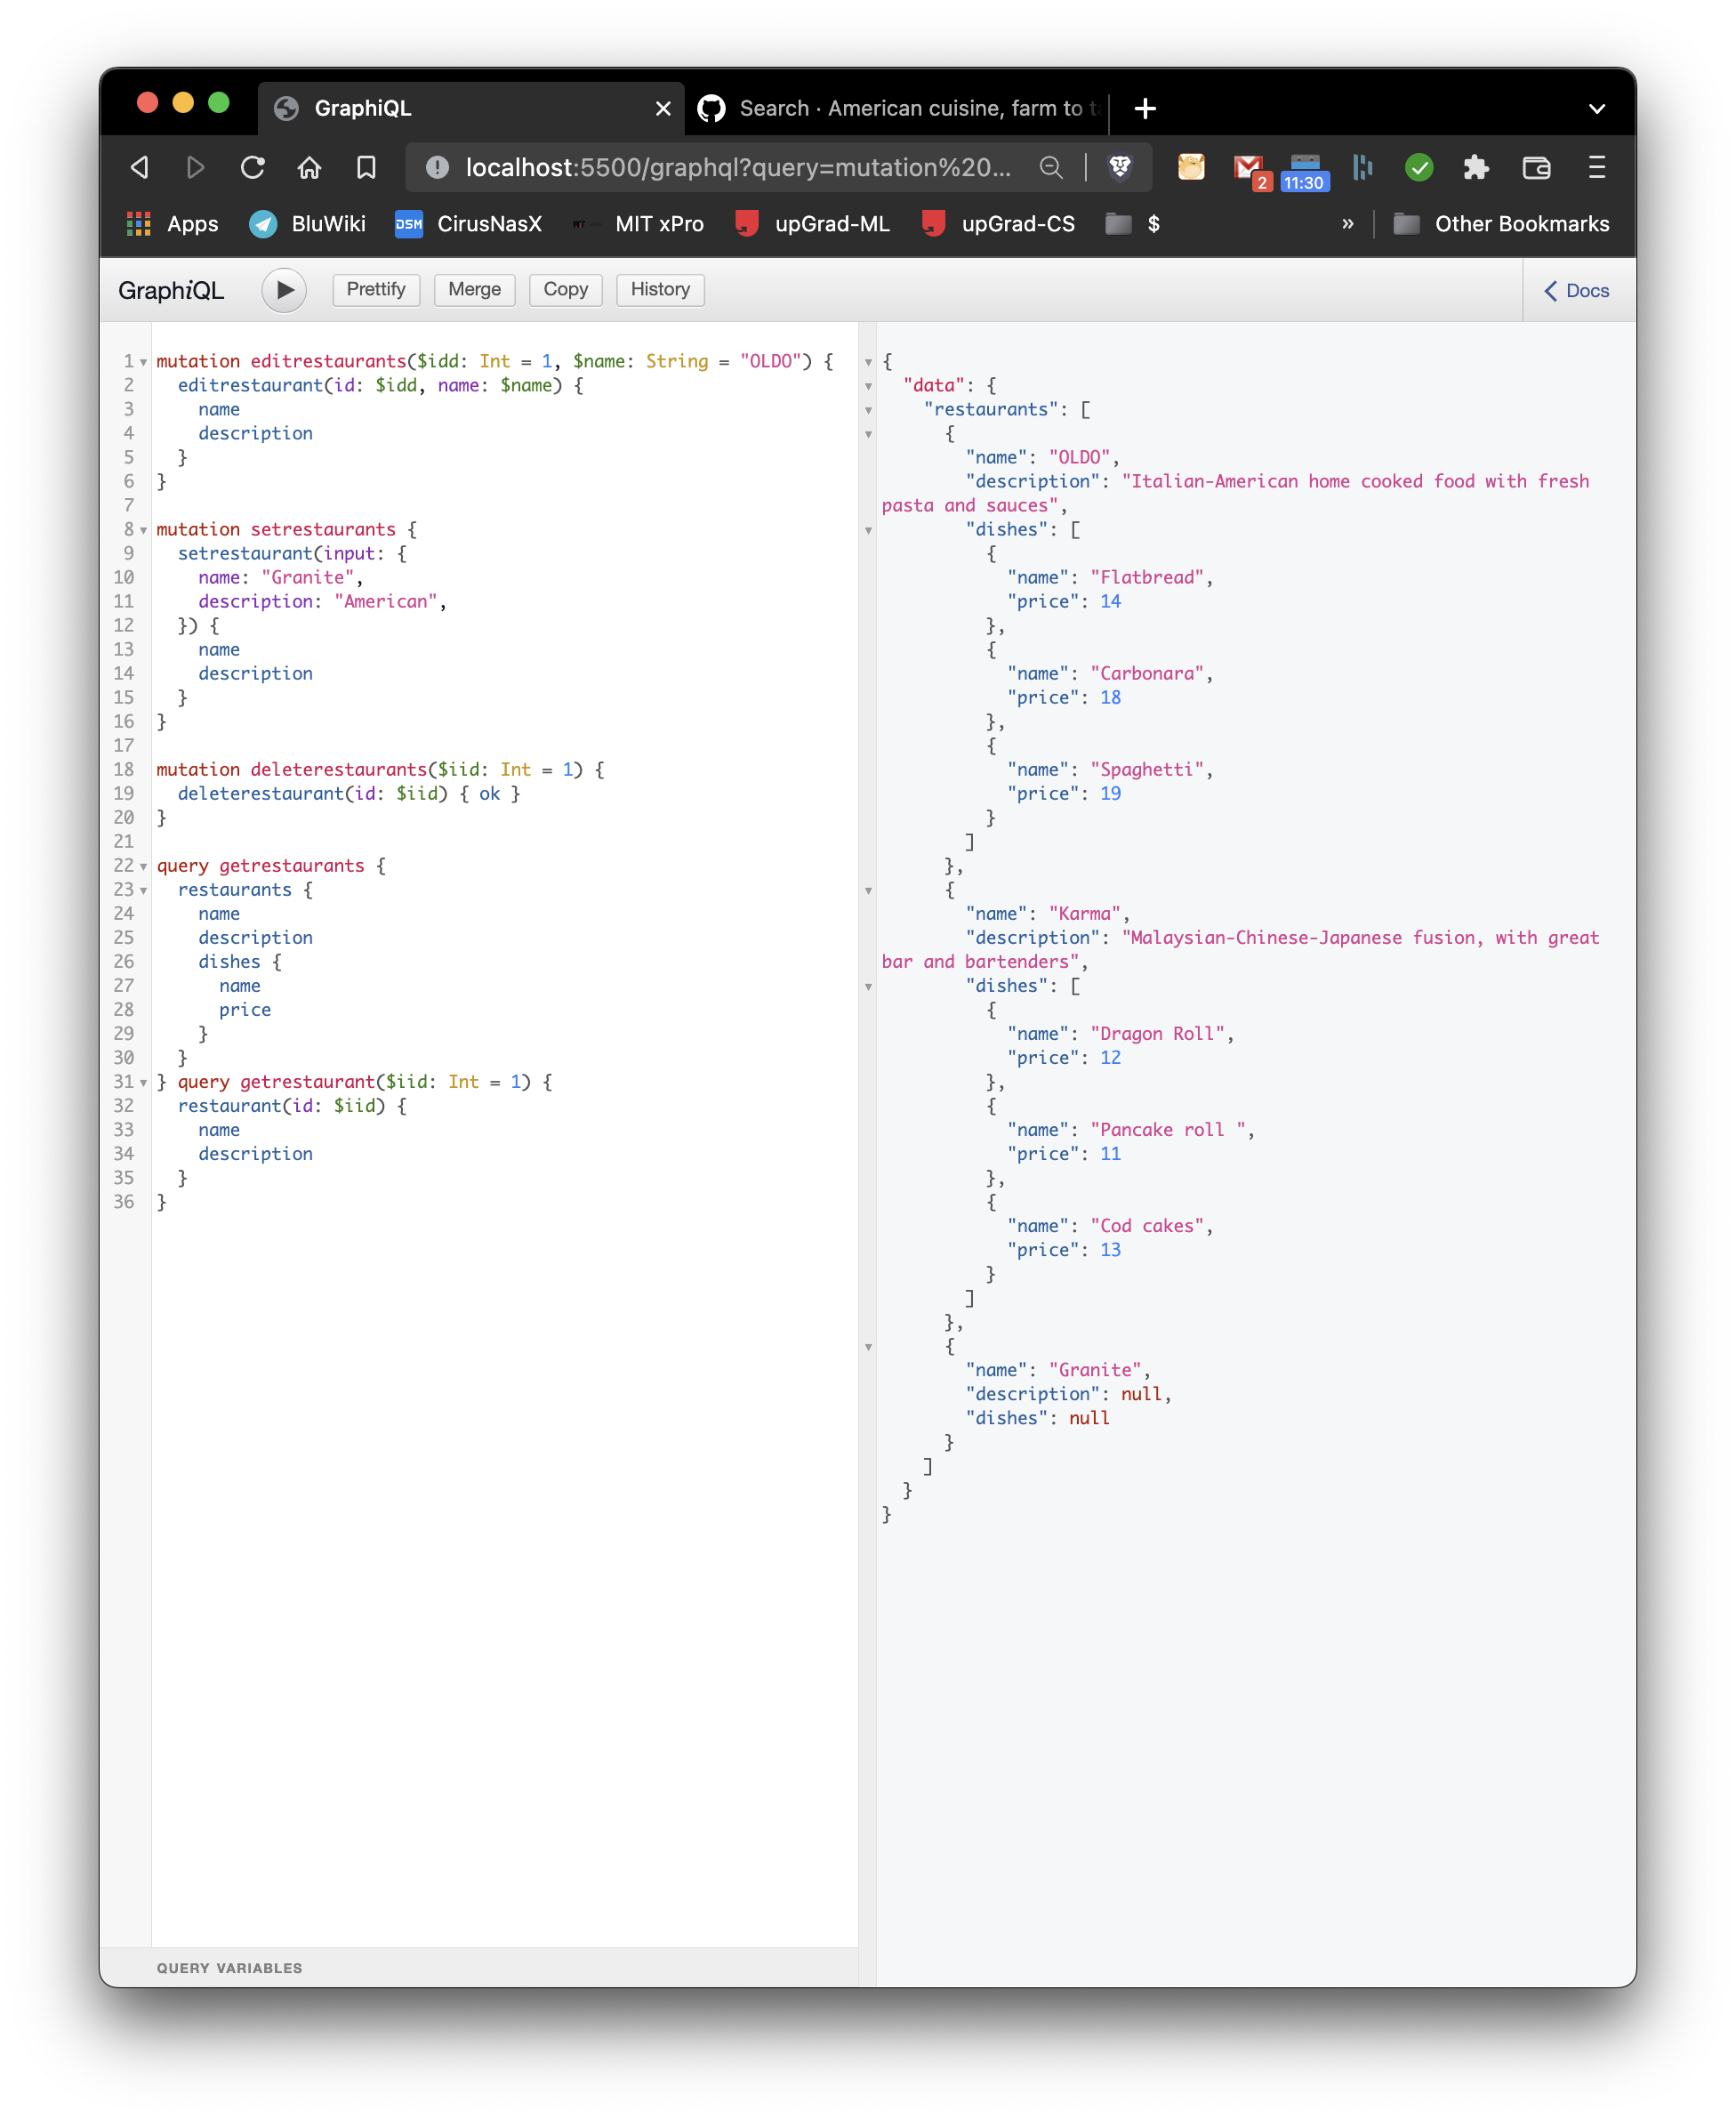 GraphiQL
Search · American cuisine, farm to
localhost:5500/graphql?query=mutation%20...
2
11:30
Apps
BluWiki
DSM
CirusNasX
MIT xPro
upGrad-ML
upGrad-CS
$
»
Other Bookmarks
GraphiQL
Prettify
Merge
Copy
History
Docs
1 mutation editrestaurants($idd: Int = 1, $name: String = "OLDO") {
2 editrestaurant(id: $idd, name: $name) {
3 name
4 description
5 }
6 }
7
8 mutation setrestaurants {
9 setrestaurant(input: {
10 name: "Granite",
11 description: "American",
12 }) {
13 name
14 description
15 }
16 }
17
18 mutation deleterestaurants($iid: Int = 1) {
19 deleterestaurant(id: $iid) { ok }
20 }
21
22 query getrestaurants {
23 restaurants {
24 name
25 description
26 dishes {
27 name
28 price
29 }
30 }
31 } query getrestaurant($iid: Int = 1) {
32 restaurant(id: $iid) {
33 name
34 description
35 }
36 }
QUERY VARIABLES
{
"data": {
"restaurants": [
{
"name": "OLDO",
"description": "Italian-American home cooked food with fresh
pasta and sauces",
"dishes": [
{
"name": "Flatbread",
"price": 14
},
{
"name": "Carbonara",
"price": 18
},
{
"name": "Spaghetti",
"price": 19
}
]
},
{
"name": "Karma",
"description": "Malaysian-Chinese-Japanese fusion, with great
bar and bartenders",
"dishes": [
{
"name": "Dragon Roll",
"price": 12
},
{
"name": "Pancake roll ",
"price": 11
},
{
"name": "Cod cakes",
"price": 13
}
]
},
{
"name": "Granite",
"description": null,
"dishes": null
}
]
}
}